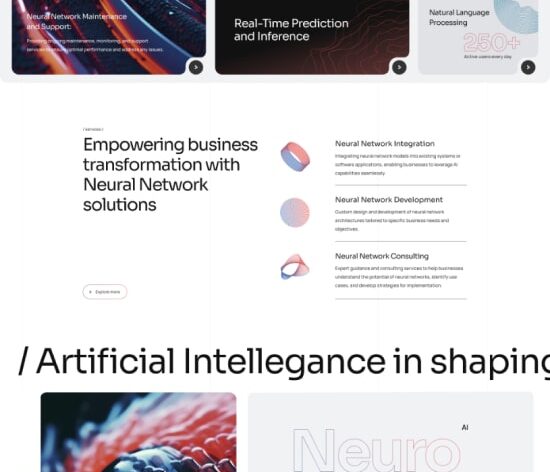 Neural Network Maintenance
and Support:
Providing ongoing maintenance, monitoring, and support
services to ensure optimal performance and address any issues.
Real-Time Prediction
and Inference
Natural Language
Processing
250+
Active users every day
Empowering business
transformation with
Neural Network
solutions
Explore more
Neural Network Integration
Integrating neural network models into existing systems or
software applications, enabling businesses to leverage AI
capabilities seamlessly.
Neural Network Development
Custom design and development of neural network
architectures tailored to specific business needs and
objectives.
Neural Network Consulting
Expert guidance and consulting services to help businesses
understand the potential of neural networks, identify use
cases, and develop strategies for implementation.
/ Artificial Intellegance in shaping
AI
Neuro